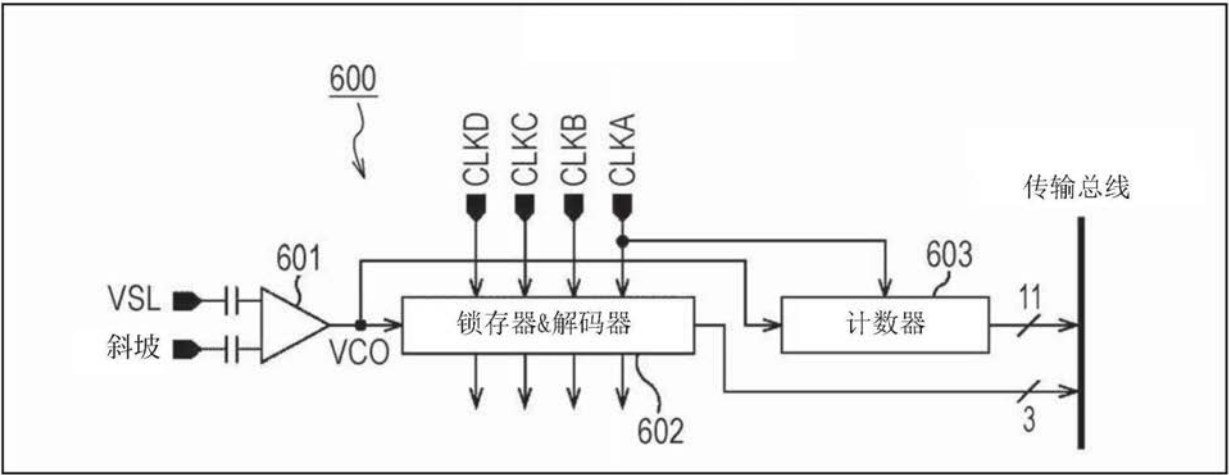 600
CLKD
CLKC
CLKB
CLKA
传输总线
601
603
VSL
11
锁存器&解码器
计数器
斜坡
VCO
602
3